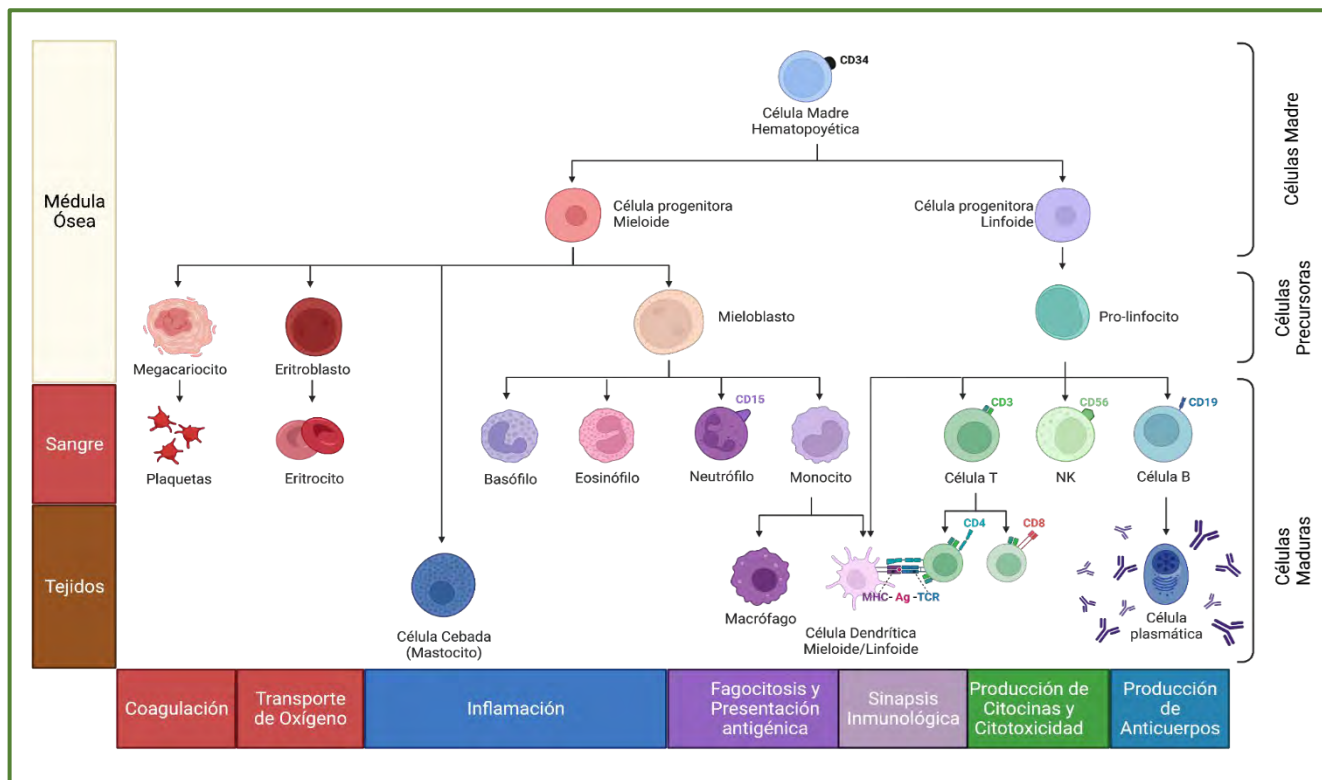 CD34
Célula Madre
Hematopoyética
Células Madre
Médula
Ósea
Célula progenitora
Mieloide
Célula progenitora
Linfoide
Megacariocito
Eritroblasto
Mieloblasto
Pro-linfocito
Células
Precursoras
Sangre
Plaquetas
Eritrocito
Basófilo
Eosinófilo
CD15
Neutrófilo
Monocito
CD3
Célula T
CD56
NK
CD19
Célula B
Células
Maduras
Tejidos
Célula Cebada
(Mastocito)
Macrófago
CD4
CD8
MHC- Ag -TCR
Célula Dendrítica
Mieloide/Linfoide
Célula
plasmática
Coagulación
Transporte
de Oxígeno
Inflamación
Fagocitosis y
Presentación
antigénica
Sinapsis
Inmunológica
Producción de
Citocinas y
Citotoxicidad
Producción
de
Anticuerpos